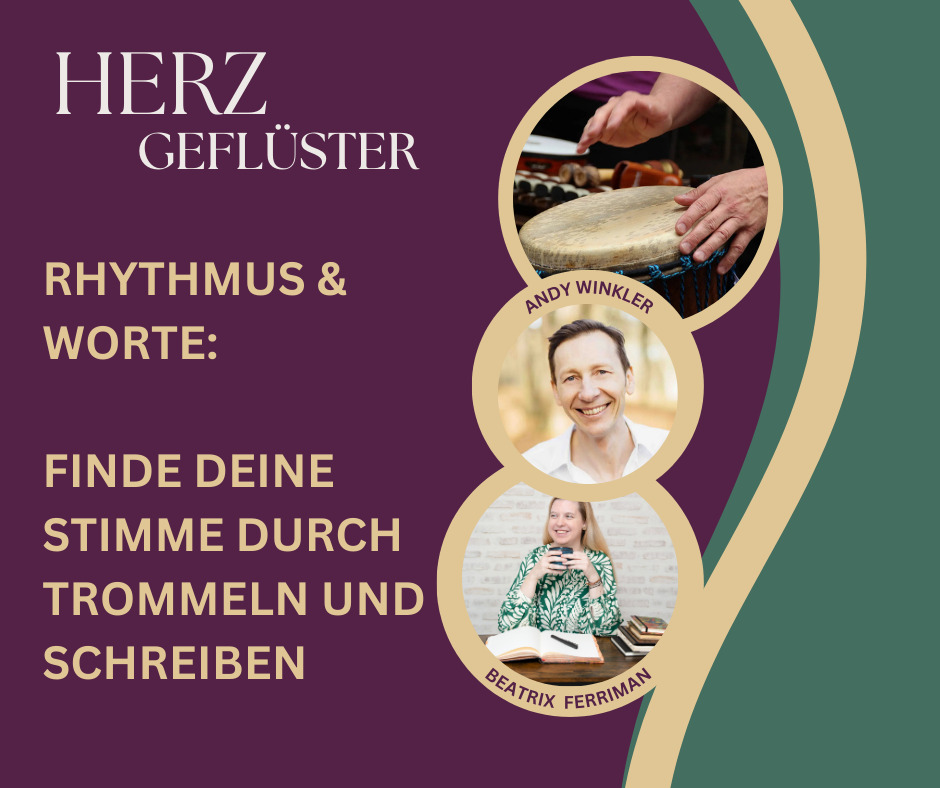 HERZ
GEFLÜSTER
RHYTHMUS &
WORTE:
FINDE DEINE
STIMME DURCH
TROMMELN UND
SCHREIBEN
ANDY WINKLER
BEATRIX FERRIMAN